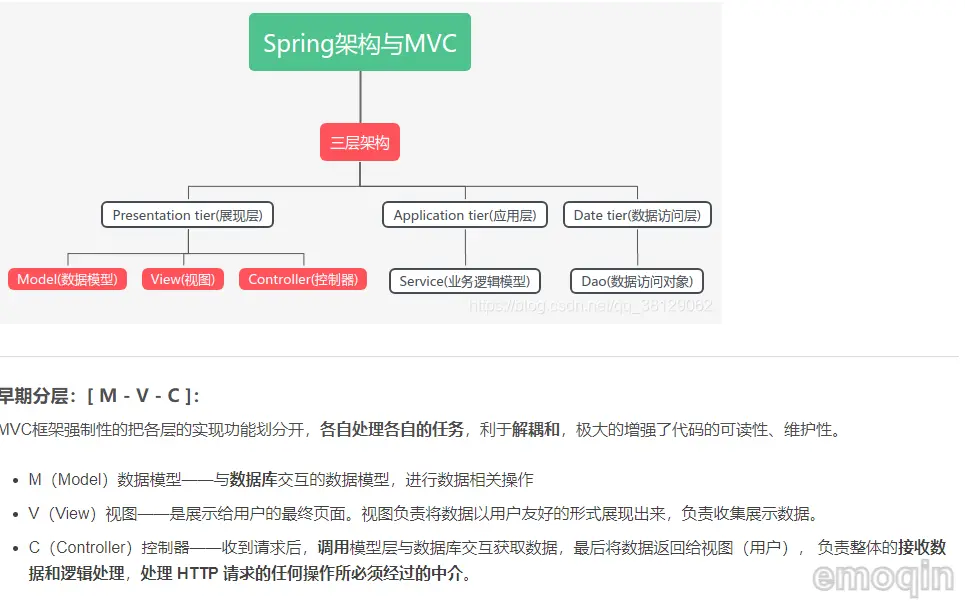 Spring架构与MVC
三层架构
Presentation tier(展现层)
Application tier(应用层)
Date tier(数据访问层)
Model(数据模型)
View(视图)
Controller(控制器)
Service(业务逻辑模型)
Dao(数据访问对象)
https://blog.csdn.net/qq_38129062
早期分层：[ M - V - C ]：
MVC框架强制性的把各层的实现功能划分开，各自处理各自的任务，利于解耦和，极大的增强了代码的可读性、维护性。
• M（Model）数据模型——与数据库交互的数据模型，进行数据相关操作
• V（View）视图——是展示给用户的最终页面。视图负责将数据以用户友好的形式展现出来，负责收集展示数据。
• C（Controller）控制器——收到请求后，调用模型层与数据库交互获取数据，最后将数据返回给视图（用户）， 负责整体的接收数
据和逻辑处理，处理 HTTP 请求的任何操作所必须经过的中介。
emoqin